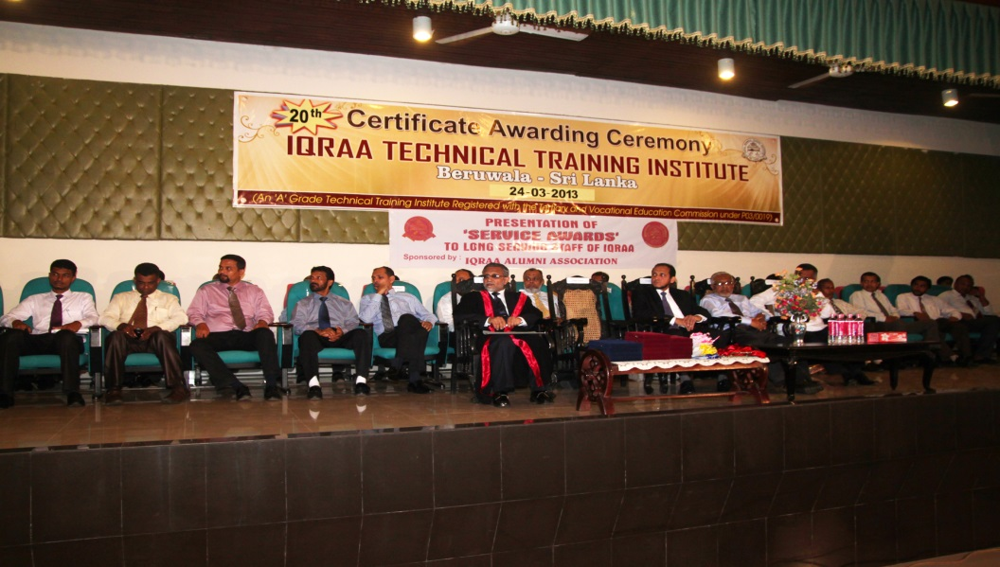 20th Certificate Awarding Ceremony
IQRAA TECHNICAL TRAINING INSTITUTE
Beruwala - Sri Lanka
24-03-2013
(An 'A' Grade Technical Training Institute Registered with the Tertiary and Vocational Education Commission under P03/0019)
PRESENTATION OF
'SERVICE AWARDS'
TO LONG SERVING STAFF OF IQRAA
Sponsored by : IQRAA ALUMNI ASSOCIATION